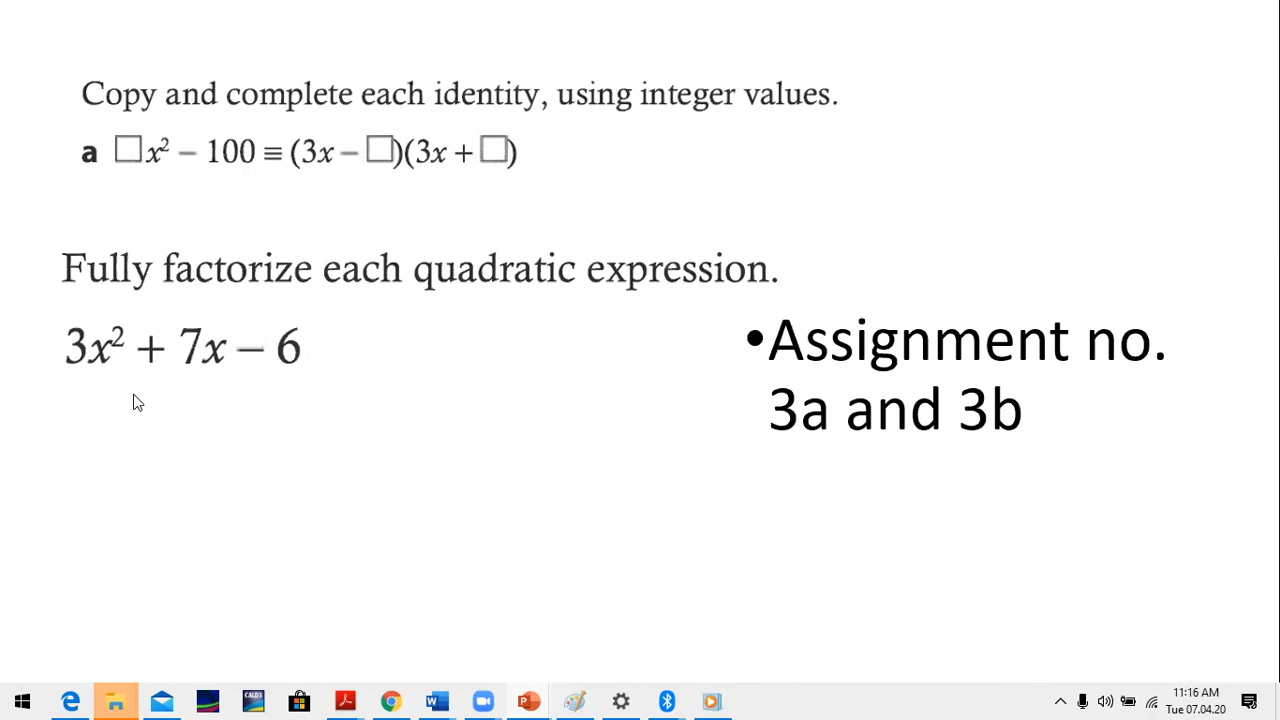 Copy and complete each identity, using integer values.
a □x² – 100 ≡ (3x – □)(3x + □)
Fully factorize each quadratic expression.
3x² + 7x – 6
•Assignment no.
3a and 3b
CALD3
11:16 AM
Tue 07.04.20